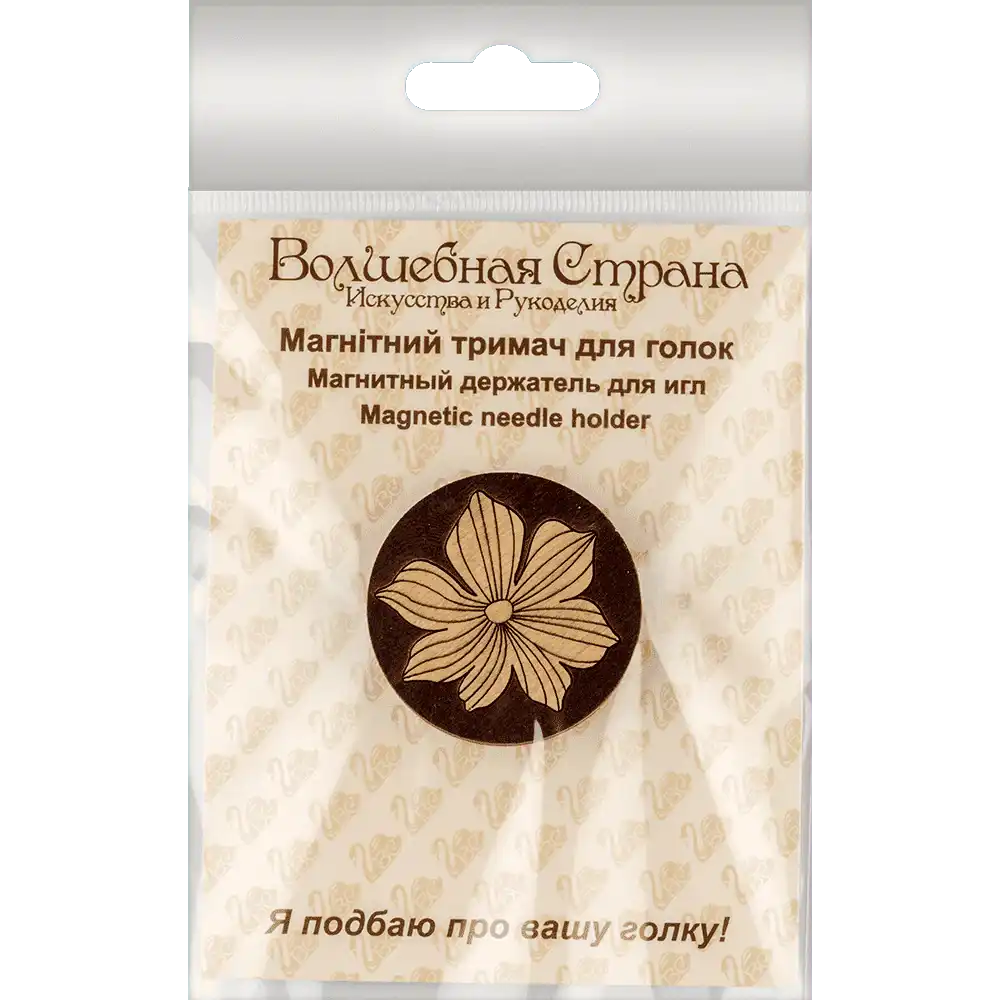 Волшебная Страна
Искусства и Рукоделия
Магнітний тримач для голок
Магнитный держатель для игл
Magnetic needle holder
Я подбаю про вашу голку!